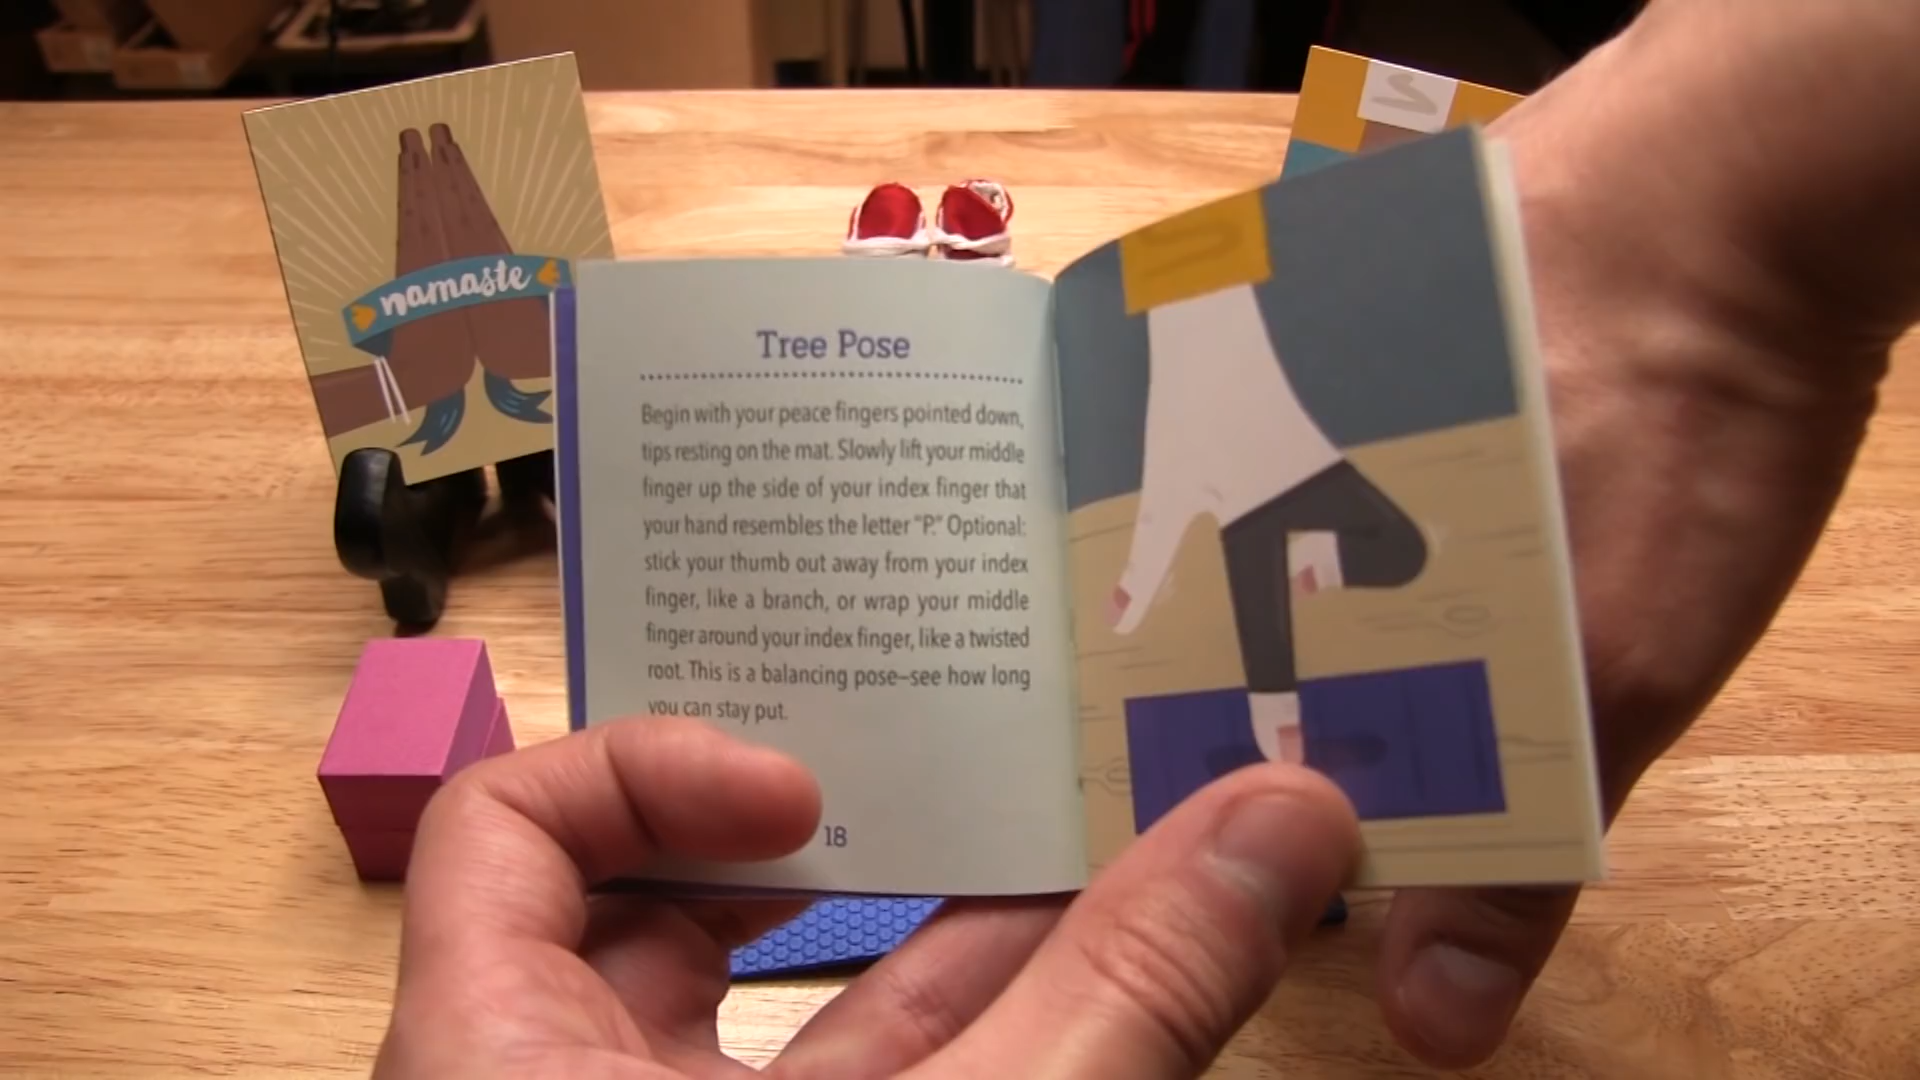 namaste
Tree Pose
Begin with your peace fingers pointed down,
tips resting on the mat. Slowly lift your middle
finger up the side of your index finger that
your hand resembles the letter “P.” Optional:
stick your thumb out away from your index
finger, like a branch, or wrap your middle
finger around your index finger, like a twisted
root. This is a balancing pose—see how long
you can stay put.
18